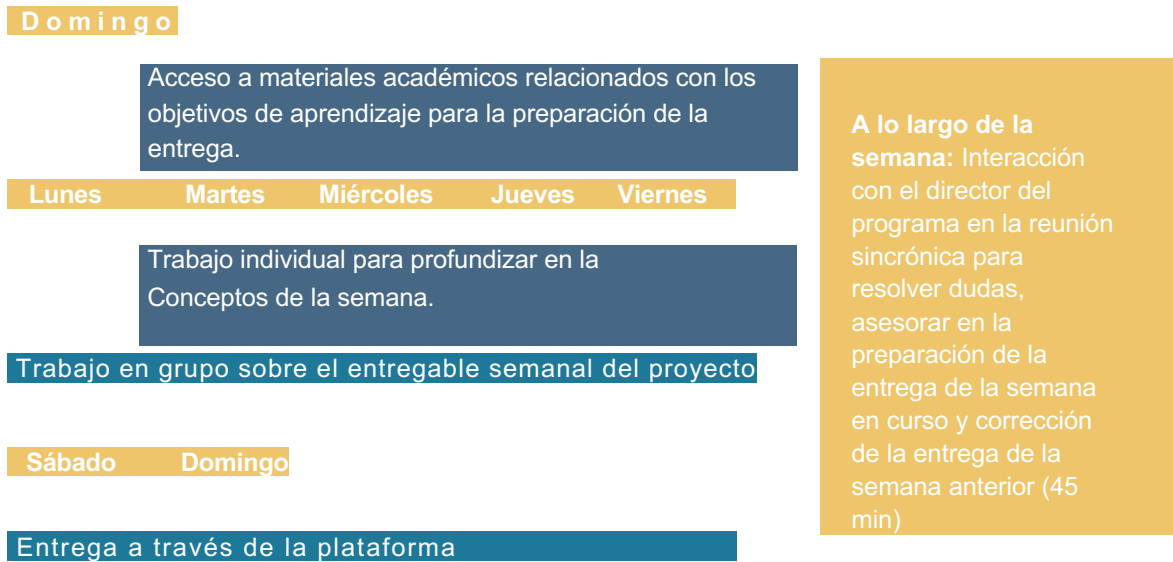 Domingo
Acceso a materiales académicos relacionados con los
objetivos de aprendizaje para la preparación de la
entrega.
Lunes Martes Miércoles Jueves Viernes
Trabajo individual para profundizar en la
Conceptos de la semana.
Trabajo en grupo sobre el entregable semanal del proyecto
Sábado Domingo
Entrega a través de la plataforma
A lo largo de la
semana: Interacción
con el director del
programa en la reunión
sincrónica para
resolver dudas,
asesorar en la
preparación de la
entrega de la semana
en curso y corrección
de la entrega de la
semana anterior (45
min)